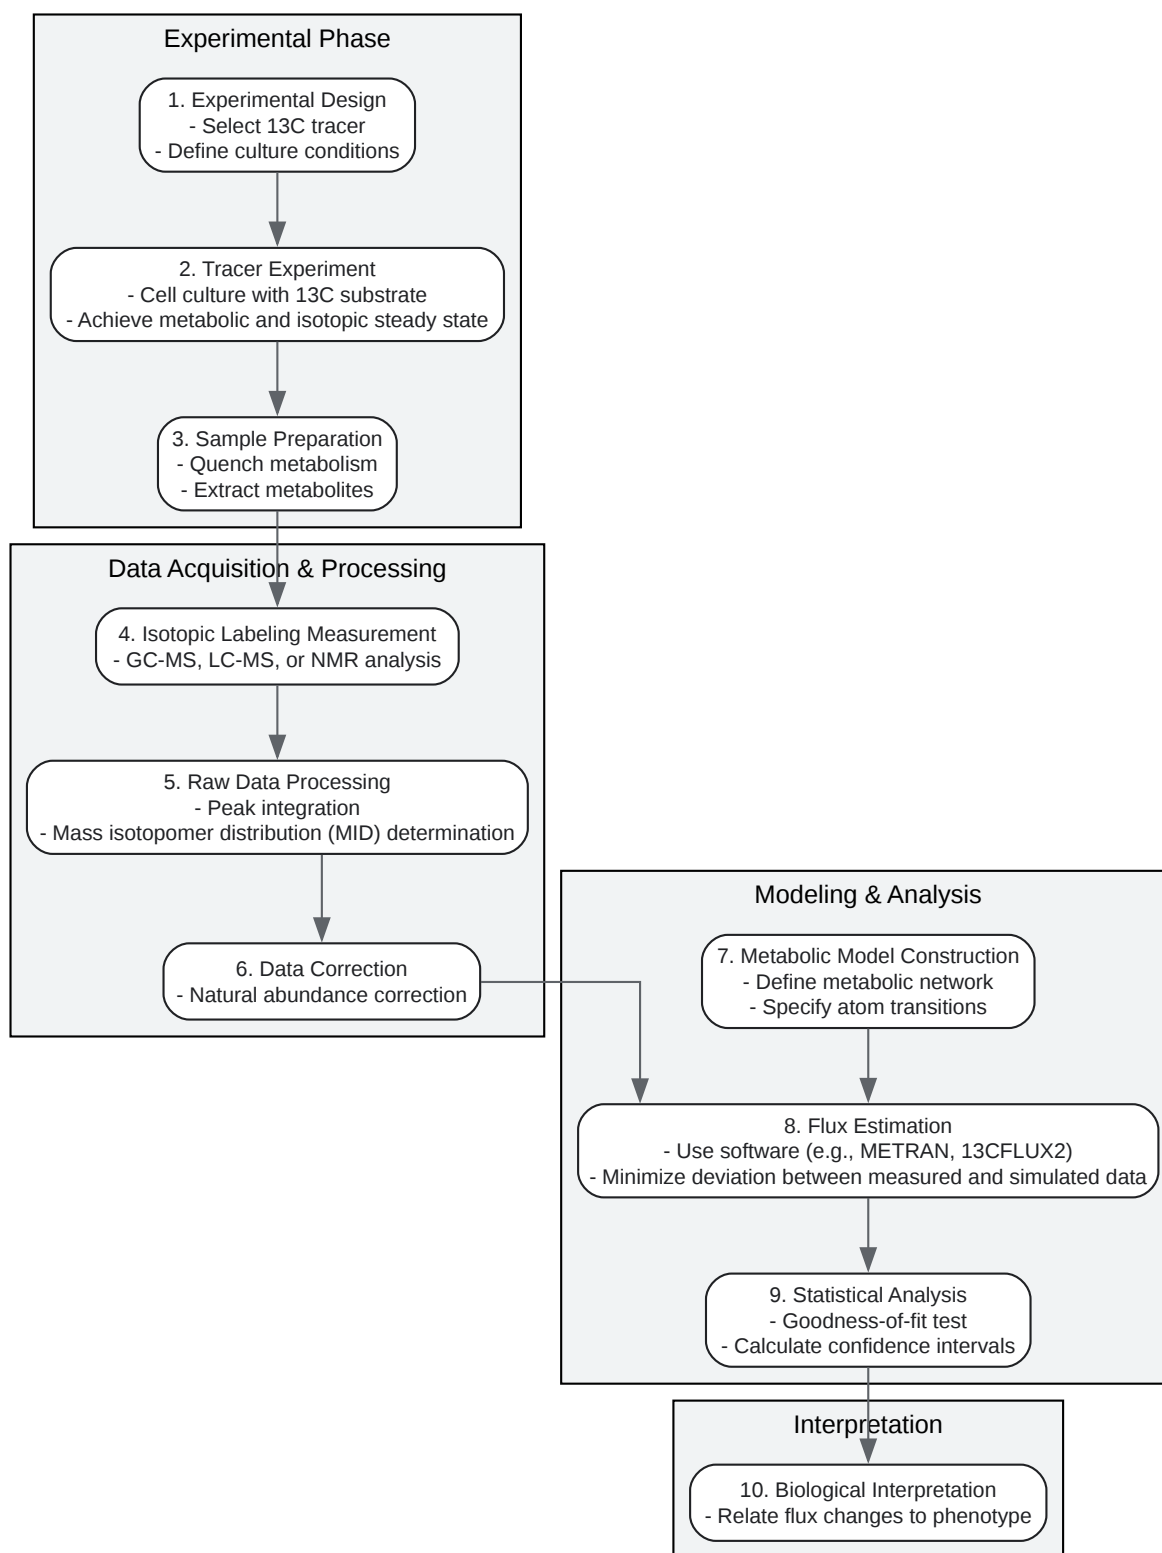 Experimental Phase
1. Experimental Design
- Select 13C tracer
- Define culture conditions
2. Tracer Experiment
- Cell culture with 13C substrate
- Achieve metabolic and isotopic steady state
3. Sample Preparation
- Quench metabolism
- Extract metabolites
Data Acquisition & Processing
4. Isotopic Labeling Measurement
- GC-MS, LC-MS, or NMR analysis
5. Raw Data Processing
- Peak integration
- Mass isotopomer distribution (MID) determination
6. Data Correction
- Natural abundance correction
Modeling & Analysis
7. Metabolic Model Construction
- Define metabolic network
- Specify atom transitions
8. Flux Estimation
- Use software (e.g., METRAN, 13CFLUX2)
- Minimize deviation between measured and simulated data
9. Statistical Analysis
- Goodness-of-fit test
- Calculate confidence intervals
Interpretation
10. Biological Interpretation
- Relate flux changes to phenotype